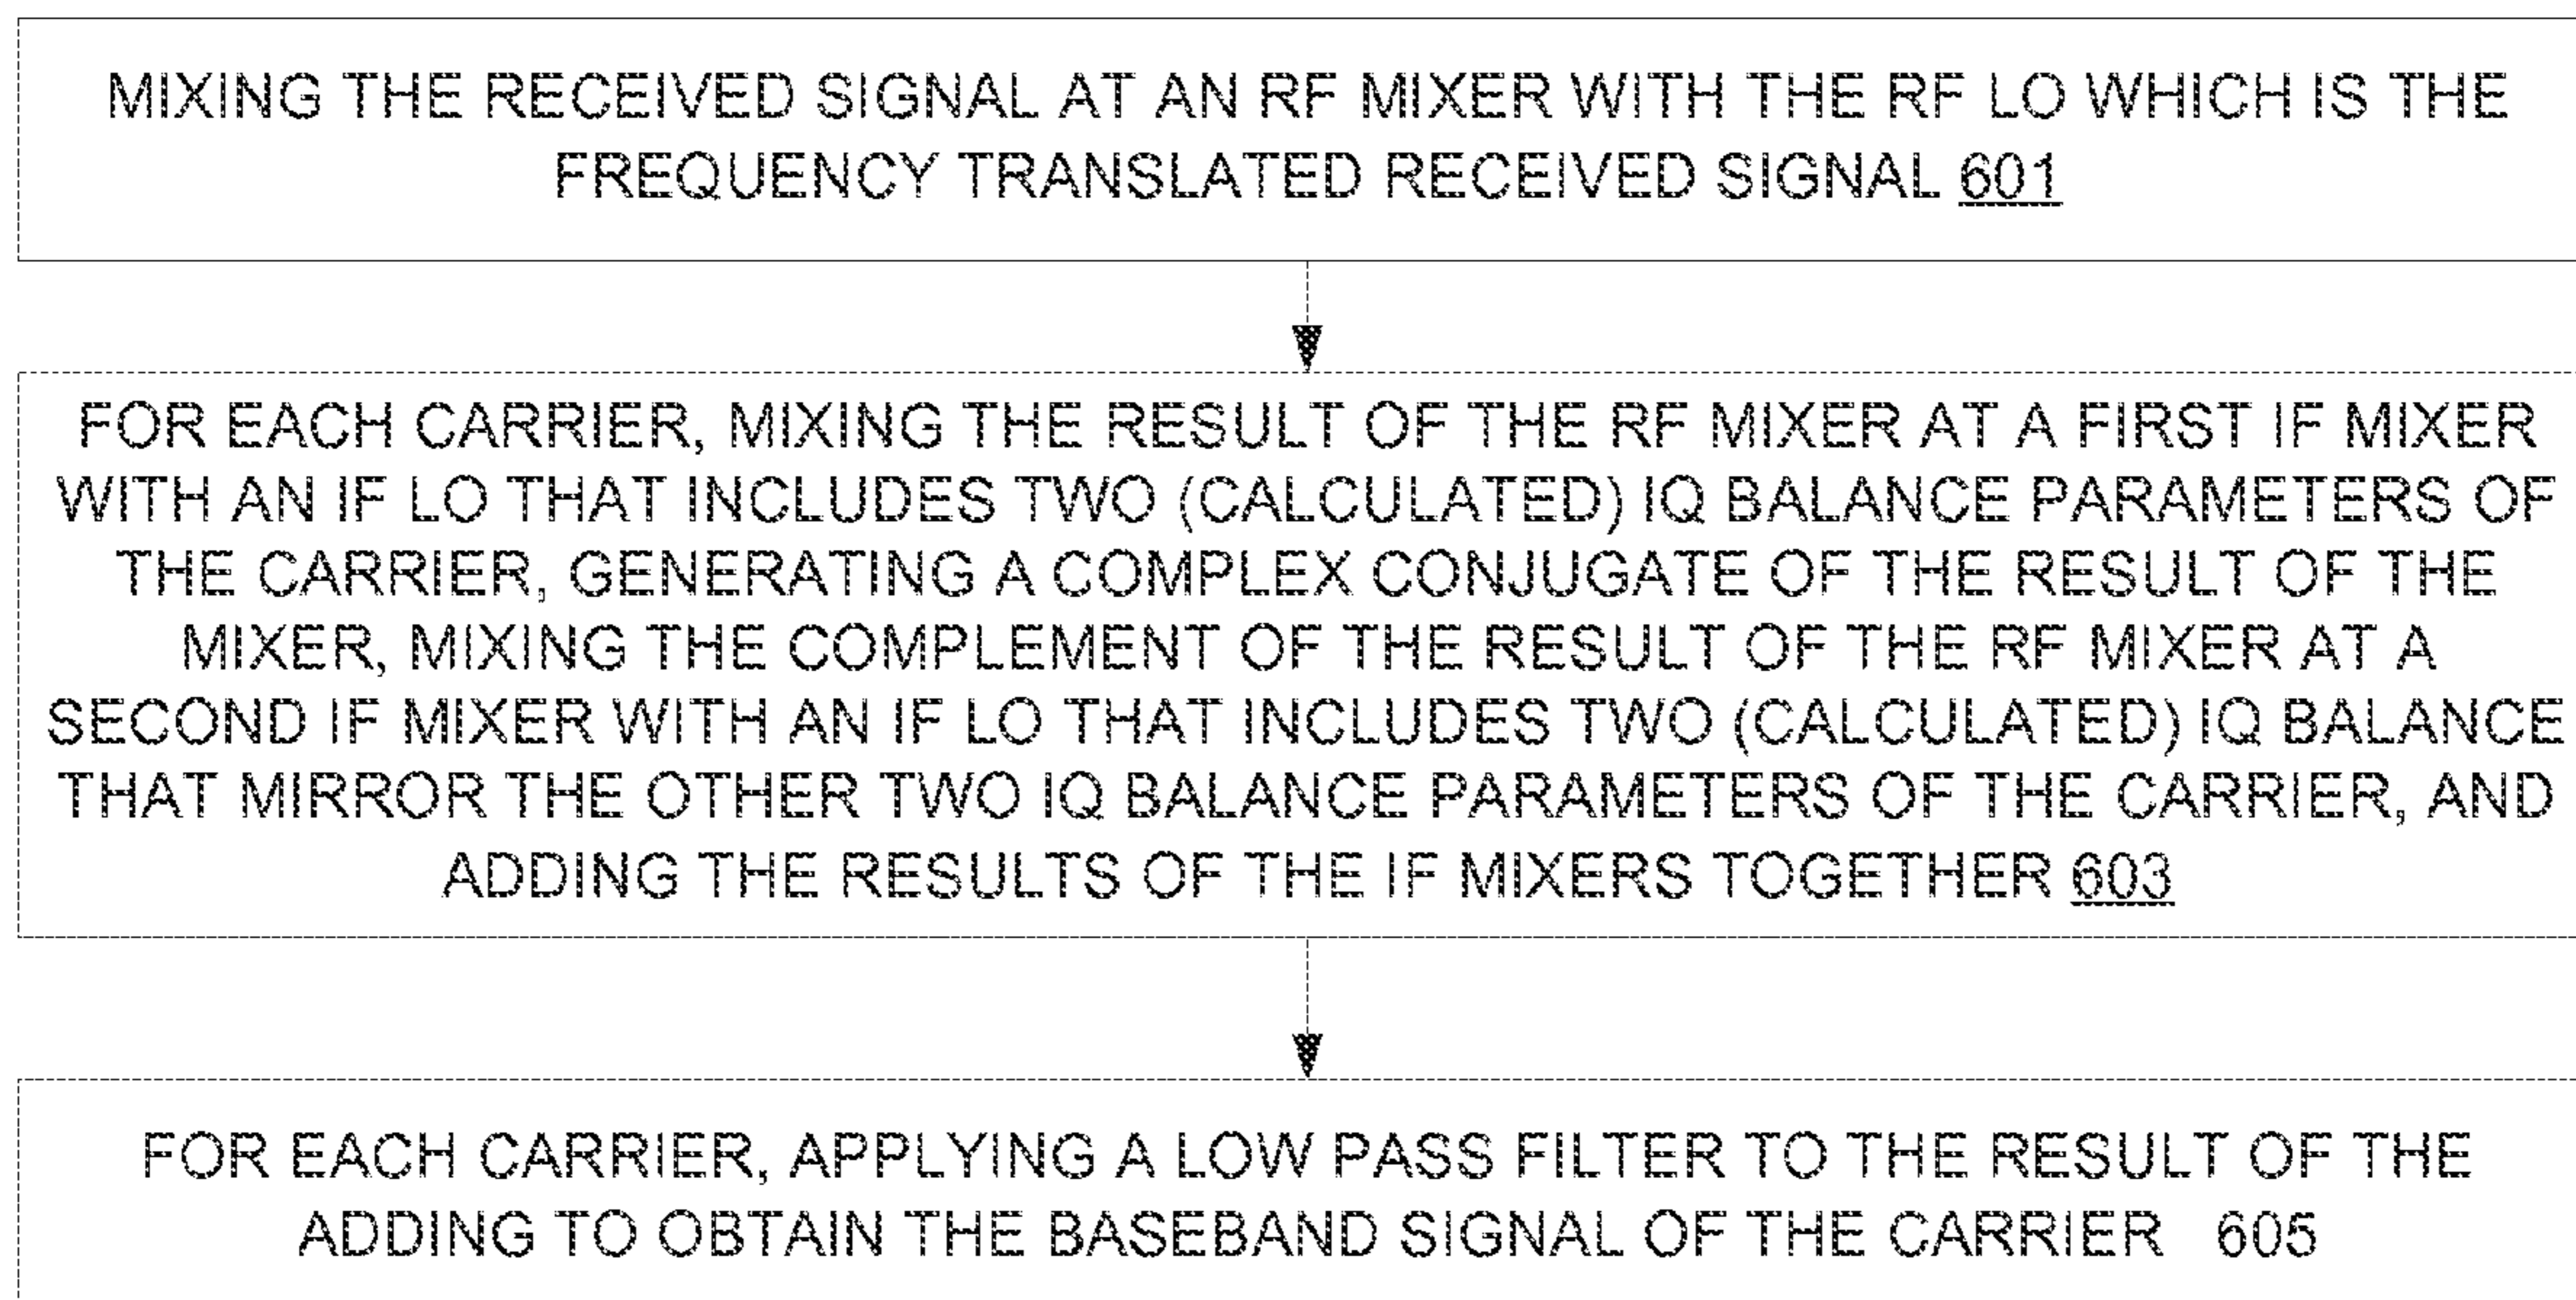 MIXING THE RECEIVED SIGNAL AT AN RF MIXER WITH THE RF LO WHICH IS THE
FREQUENCY TRANSLATED RECEIVED SIGNAL 601
FOR EACH CARRIER, MIXING THE RESULT OF THE RF MIXER AT A FIRST IF MIXER
WITH AN IF LO THAT INCLUDES TWO (CALCULATED) IQ BALANCE PARAMETERS OF
THE CARRIER, GENERATING A COMPLEX CONJUGATE OF THE RESULT OF THE
MIXER, MIXING THE COMPLEMENT OF THE RESULT OF THE RF MIXER AT A
SECOND IF MIXER WITH AN IF LO THAT INCLUDES TWO (CALCULATED) IQ BALANCE
THAT MIRROR THE OTHER TWO IQ BALANCE PARAMETERS OF THE CARRIER, AND
ADDING THE RESULTS OF THE IF MIXERS TOGETHER 603
FOR EACH CARRIER, APPLYING A LOW PASS FILTER TO THE RESULT OF THE
ADDING TO OBTAIN THE BASEBAND SIGNAL OF THE CARRIER 605